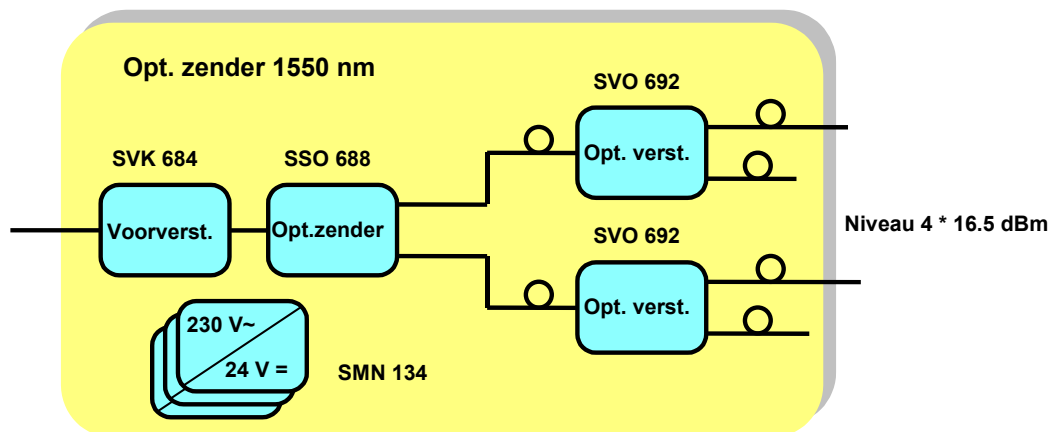 Opt. zender 1550 nm
SVO 692
Opt. verst.
SVK 684
SSO 688
Voorverst.
Opt.zender
Niveau 4 * 16.5 dBm
SVO 692
Opt. verst.
230 V~
24 V =
SMN 134